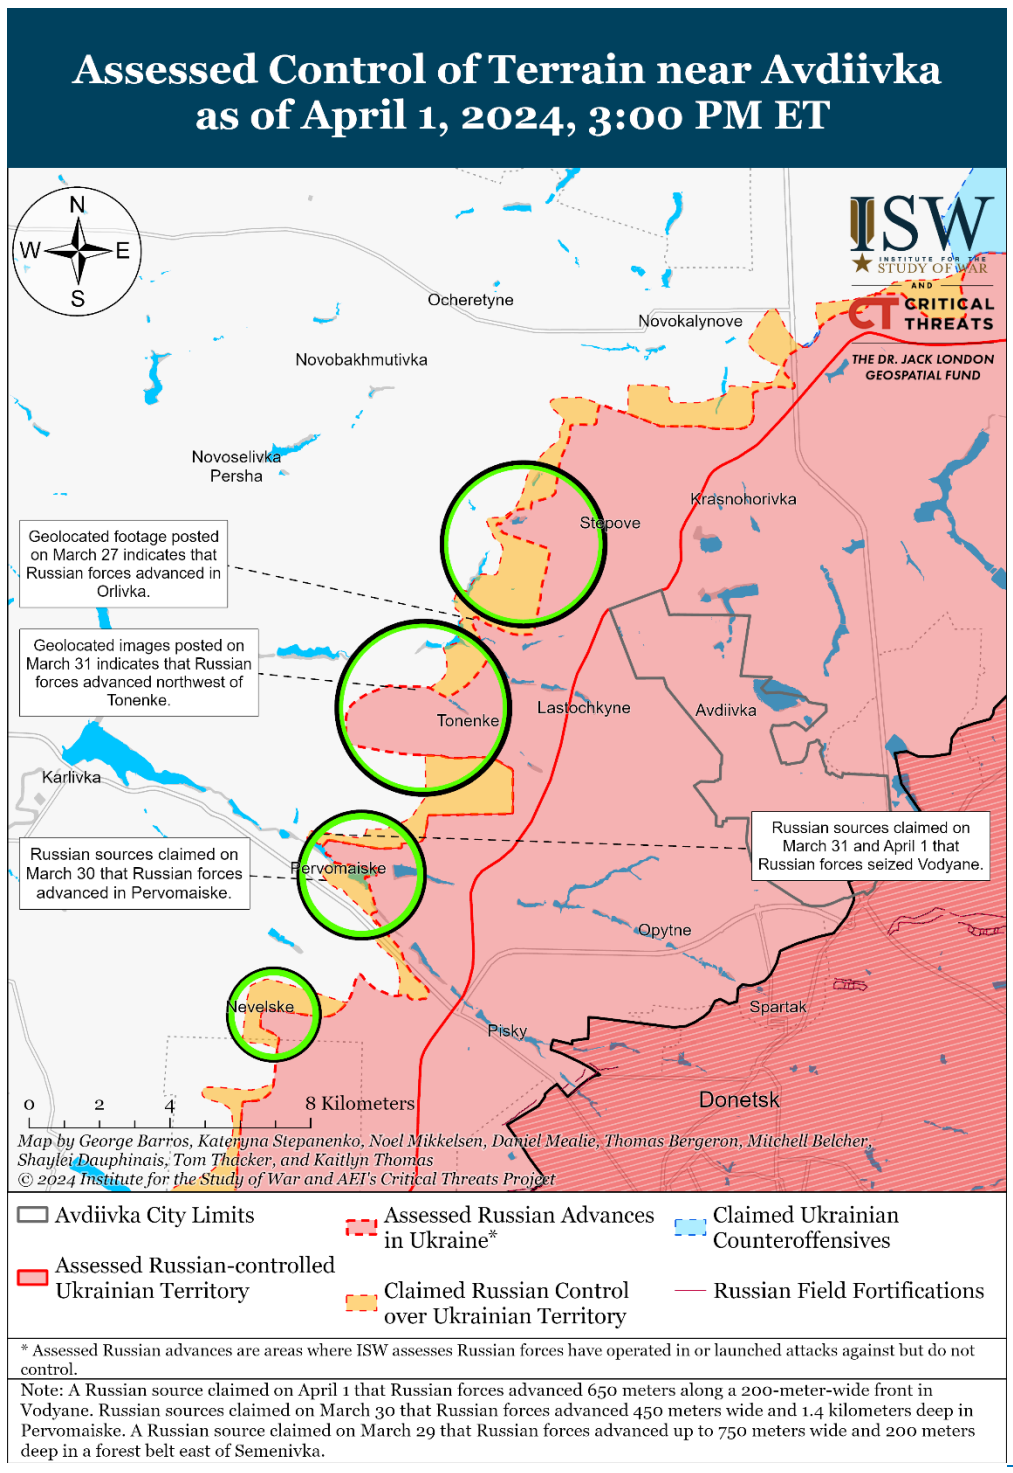 Assessed Control of Terrain near Avdiivka
as of April 1, 2024, 3:00 PM ET
N
W
E
S
ISW
INSTITUTE FOR THE
STUDY OF WAR
AND
CT CRITICAL
THREATS
THE DR. JACK LONDON
GEOSPATIAL FUND
Ocheretyne
Novokalynove
Novobakhmutivka
Novoselivka
Persha
Krasnohorivka
Stepove
Geolocated footage posted
on March 27 indicates that
Russian forces advanced in
Orlivka.
Geolocated images posted on
March 31 indicates that Russian
forces advanced northwest of
Tonenke.
Lastochkyne
Avdiivka
Tonenke
Karlivka
Russian sources claimed on
March 31 and April 1 that
Russian forces seized Vodyane.
Russian sources claimed on
March 30 that Russian forces
advanced in Pervomaiske.
Pervomaiske
Opytne
Nevelske
Spartak
Pisky
Donetsk
0 2 4 8 Kilometers
Map by George Barros, Kateryna Stepanenko, Noel Mikkelsen, Daniel Mealie, Thomas Bergeron, Mitchell Belcher,
Shaylei Dauphinais, Tom Thacker, and Kaitlyn Thomas
© 2024 Institute for the Study of War and AEI's Critical Threats Project
Avdiivka City Limits
Assessed Russian-controlled
Ukrainian Territory
Assessed Russian Advances
in Ukraine*
Claimed Russian Control
over Ukrainian Territory
Claimed Ukrainian
Counteroffensives
Russian Field Fortifications
* Assessed Russian advances are areas where ISW assesses Russian forces have operated in or launched attacks against but do not
control.
Note: A Russian source claimed on April 1 that Russian forces advanced 650 meters along a 200-meter-wide front in
Vodyane. Russian sources claimed on March 30 that Russian forces advanced 450 meters wide and 1.4 kilometers deep in
Pervomaiske. A Russian source claimed on March 29 that Russian forces advanced up to 750 meters wide and 200 meters
deep in a forest belt east of Semenivka.